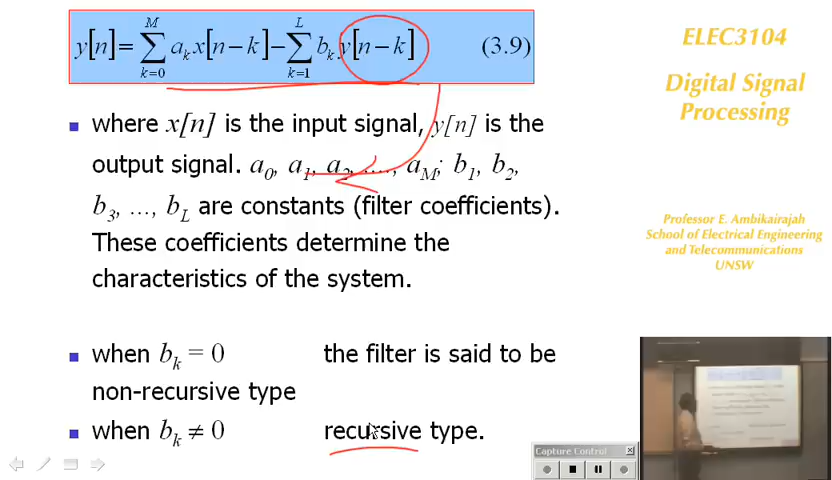 y[n] = ∑_{k=0}^{M} a_k x[n − k] − ∑_{k=1}^{L} b_k y[n − k] (3.9)
where x[n] is the input signal, y[n] is the
output signal. a₀, a₁, a₂, ...., a_M; b₁, b₂,
b₃, ..., b_L are constants (filter coefficients).
These coefficients determine the
characteristics of the system.
when b_k = 0 the filter is said to be
non-recursive type
when b_k ≠ 0 recursive type.
ELEC3104
Digital Signal
Processing
Professor E. Ambikairajah
School of Electrical Engineering
and Telecommunications
UNSW
Capture Control